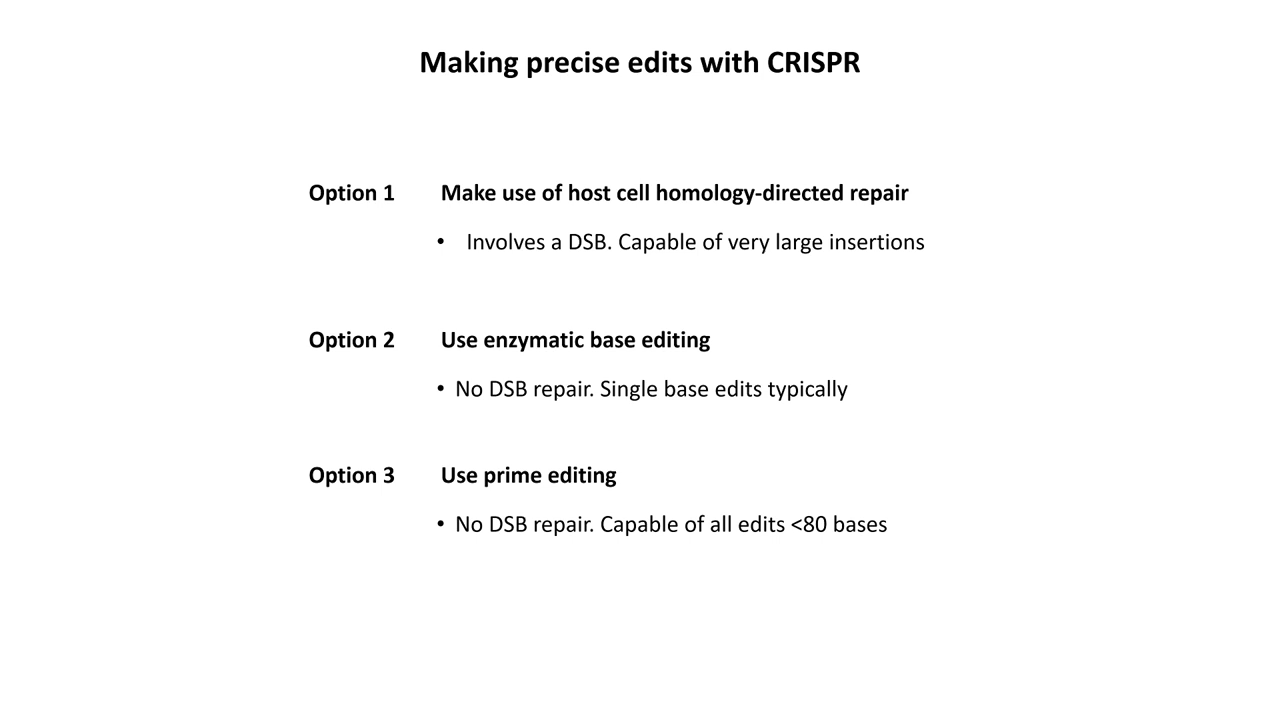 Making precise edits with CRISPR
Option 1 Make use of host cell homology-directed repair
• Involves a DSB. Capable of very large insertions
Option 2 Use enzymatic base editing
• No DSB repair. Single base edits typically
Option 3 Use prime editing
• No DSB repair. Capable of all edits <80 bases